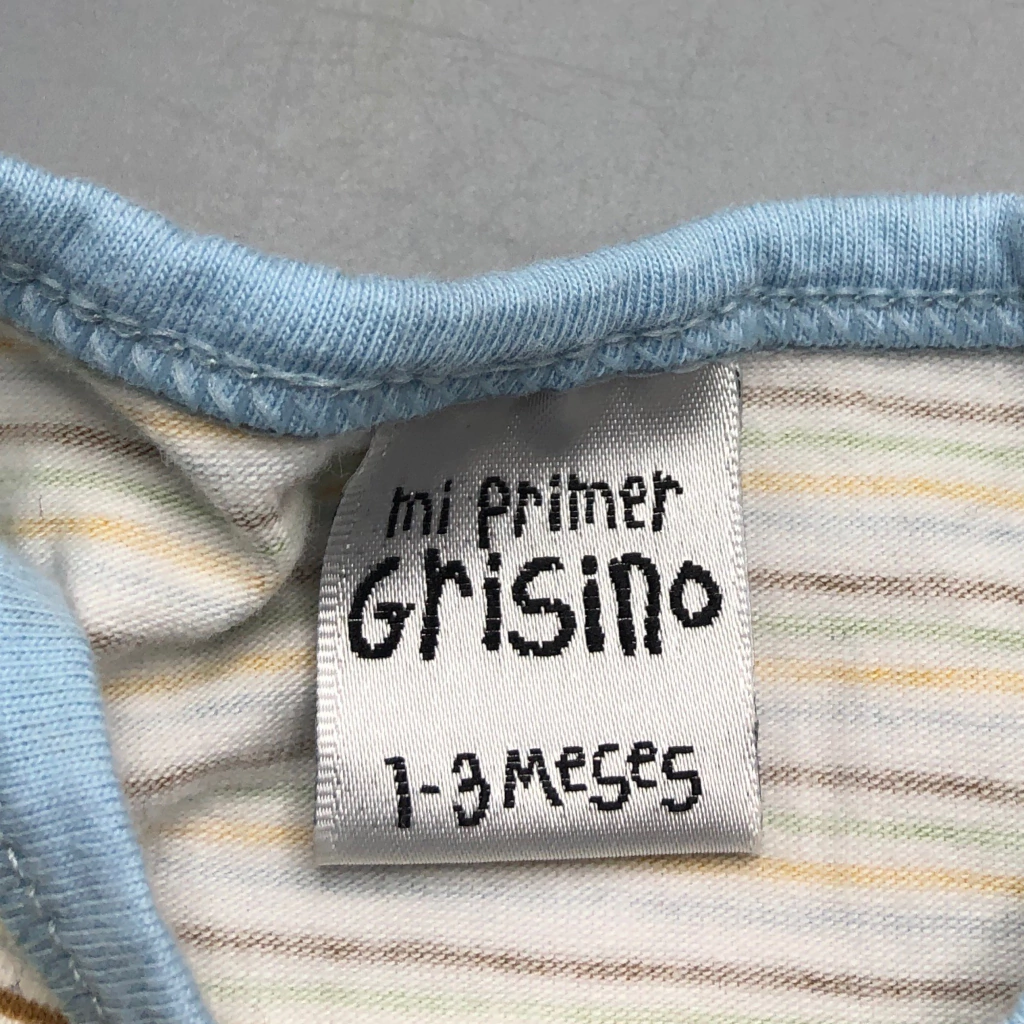 mi primer
Grisino
1-3 Meses